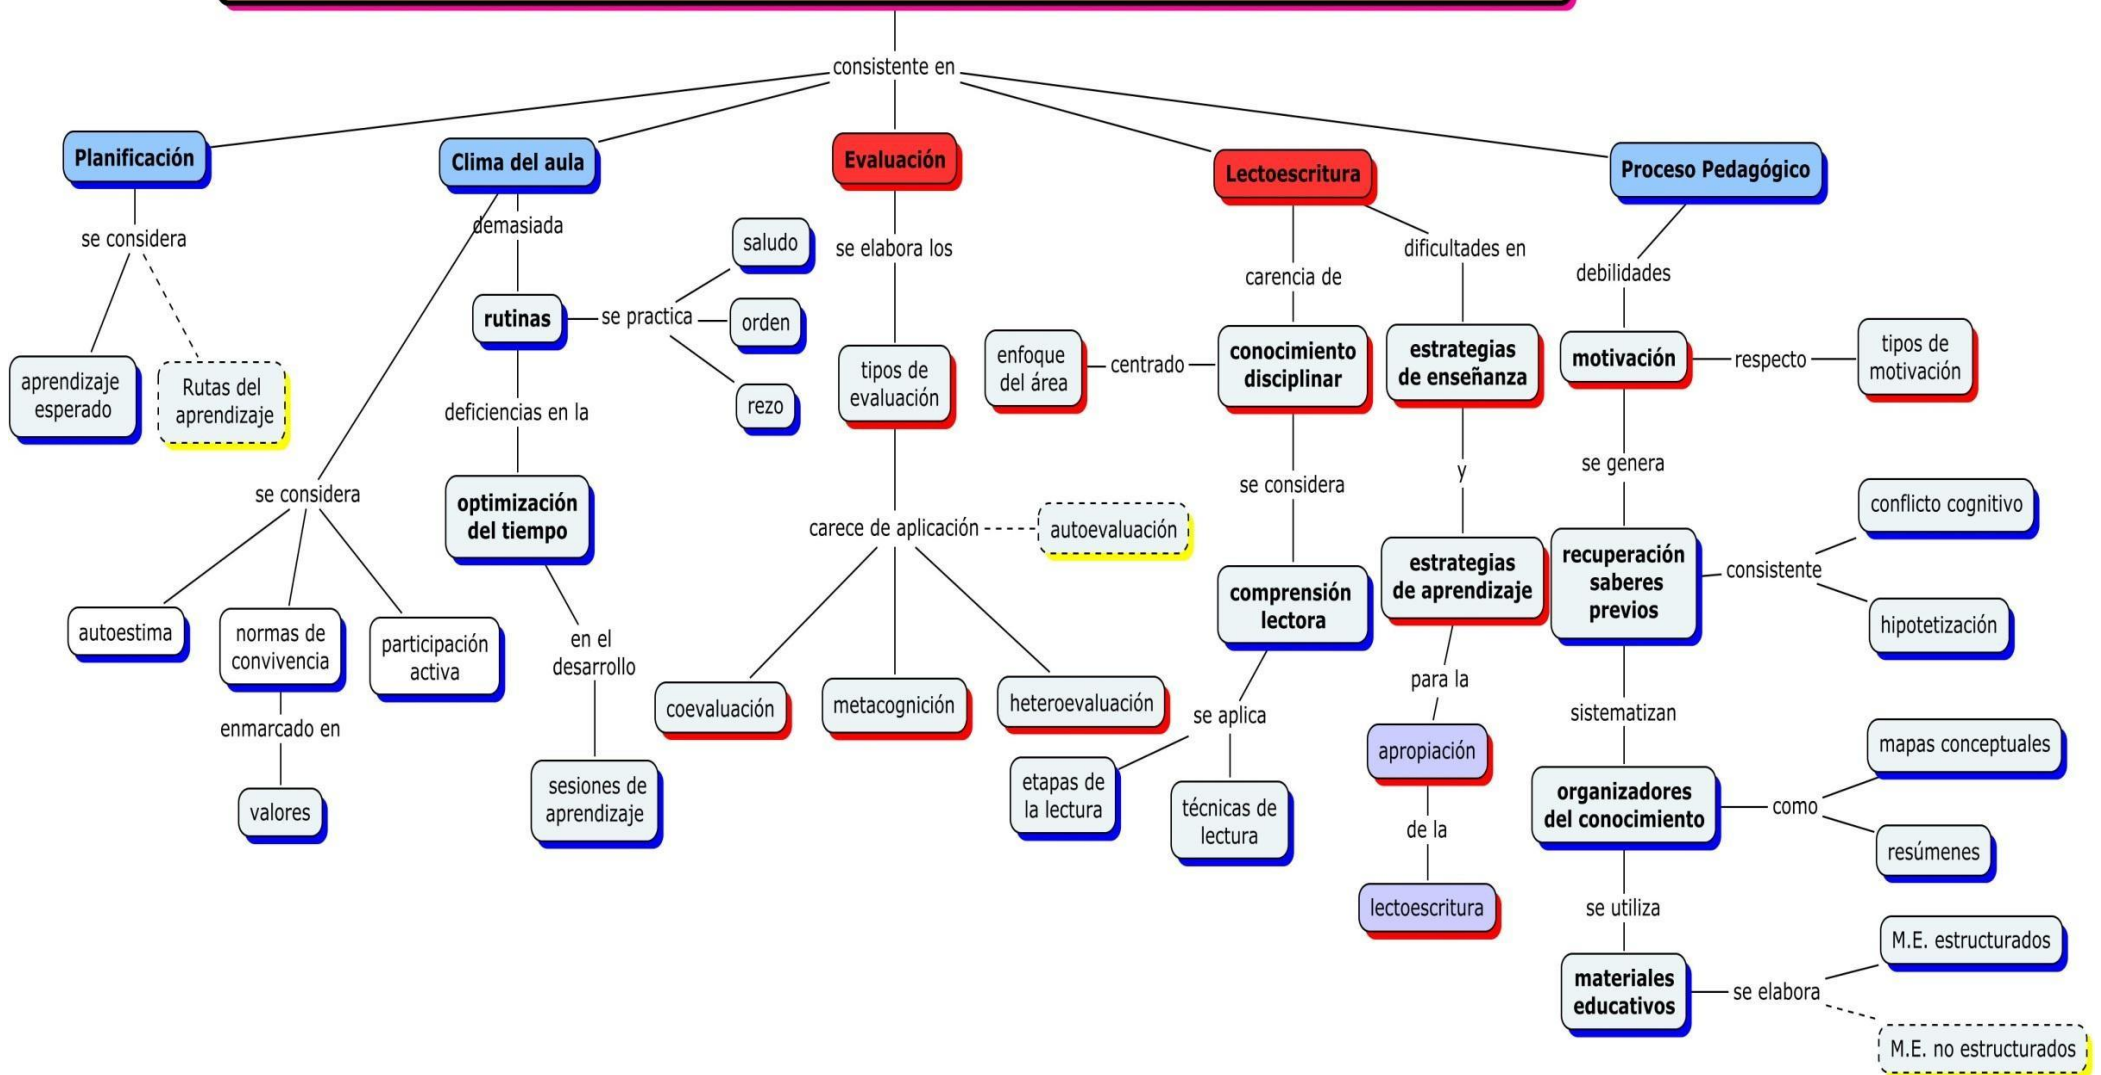 consistente en
Planificación
se considera
aprendizaje
esperado
Rutas del
aprendizaje
Clima del aula
demasiada
rutinas
se practica
saludo
orden
rezo
deficiencias en la
optimización
del tiempo
en el
desarrollo
sesiones de
aprendizaje
se considera
autoestima
normas de
convivencia
participación
activa
enmarcado en
valores
Evaluación
se elabora los
tipos de
evaluación
carece de aplicación
autoevaluación
coevaluación
metacognición
heteroevaluación
Lectoescritura
carencia de
conocimiento
disciplinar
centrado
enfoque
del área
se considera
comprensión
lectora
se aplica
etapas de
la lectura
técnicas de
lectura
dificultades en
estrategias
de enseñanza
y
estrategias
de aprendizaje
para la
apropiación
de la
lectoescritura
Proceso Pedagógico
debilidades
motivación
respecto
tipos de
motivación
se genera
recuperación
saberes
previos
consistente
conflicto cognitivo
hipotetización
sistematizan
organizadores
del conocimiento
como
mapas conceptuales
resúmenes
se utiliza
materiales
educativos
se elabora
M.E. estructurados
M.E. no estructurados